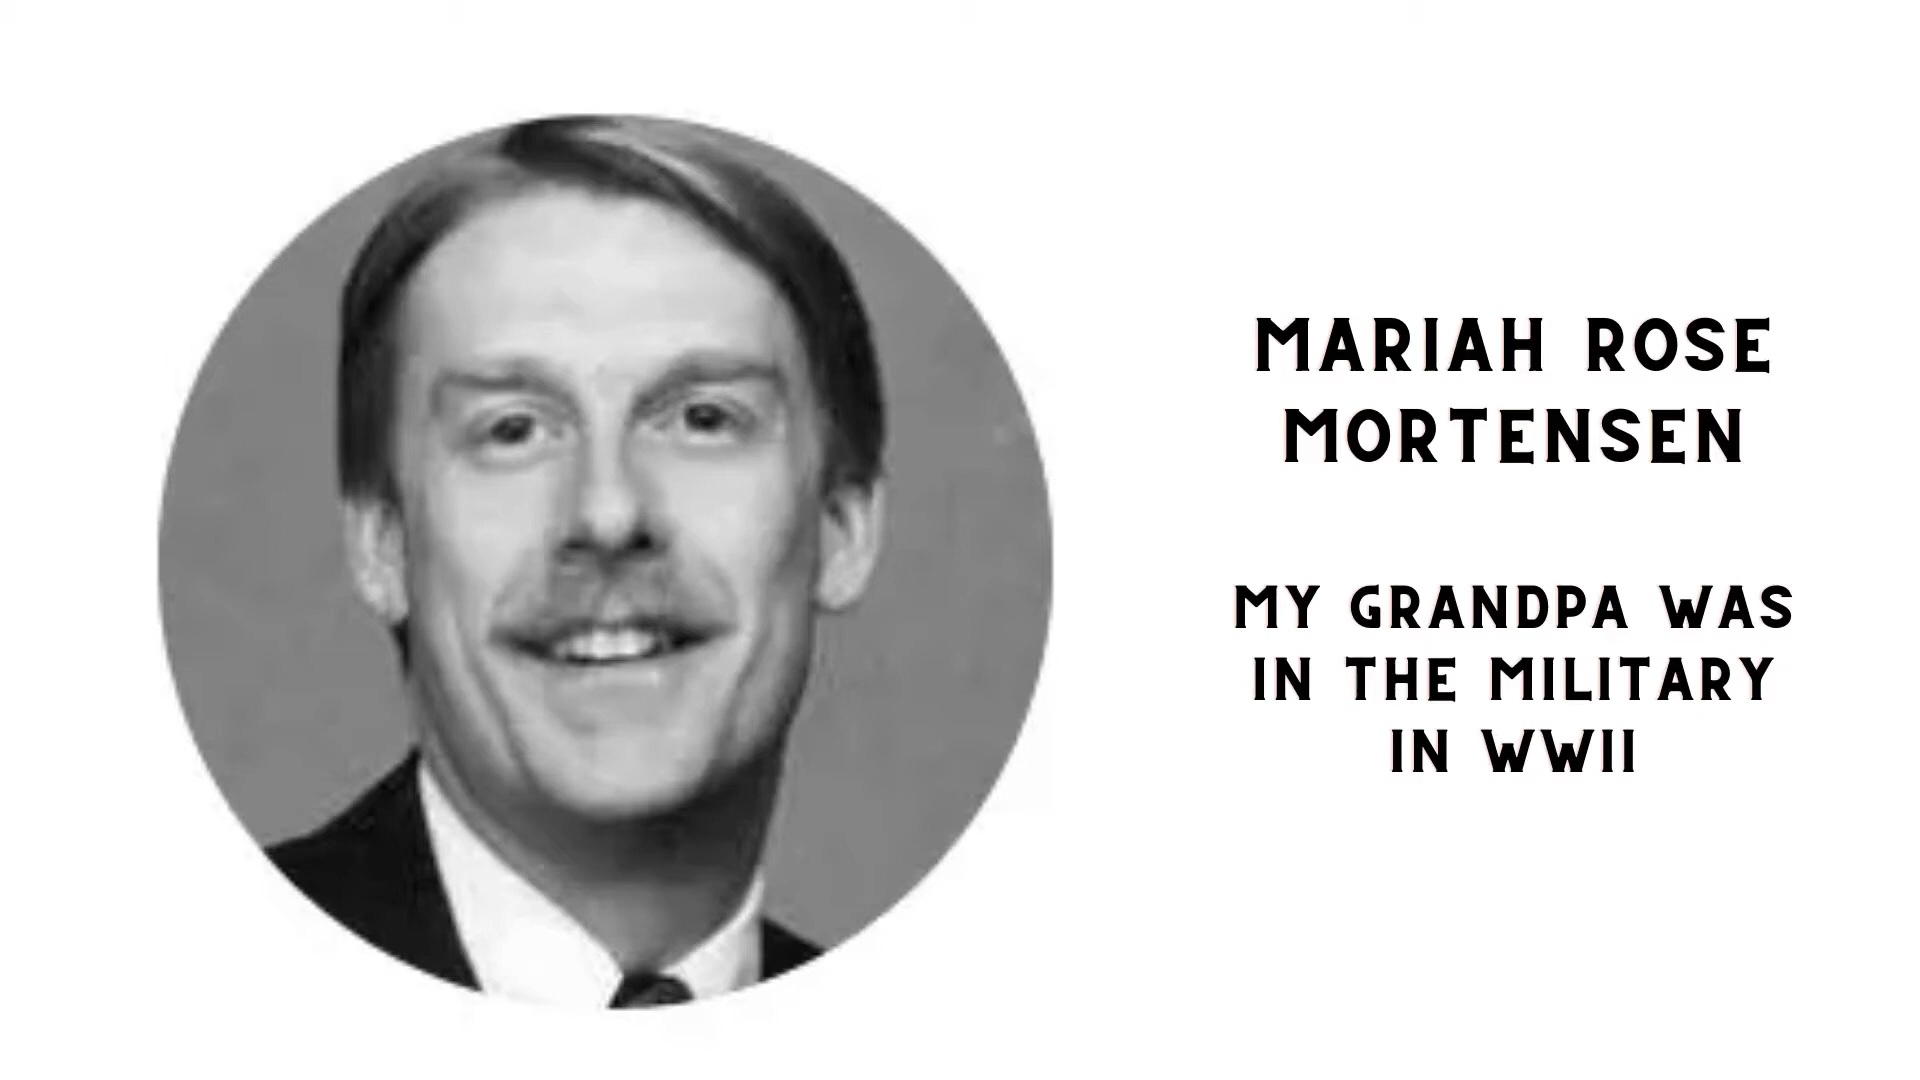 MARIAH ROSE
MORTENSEN
MY GRANDPA WAS
IN THE MILITARY
IN WWII